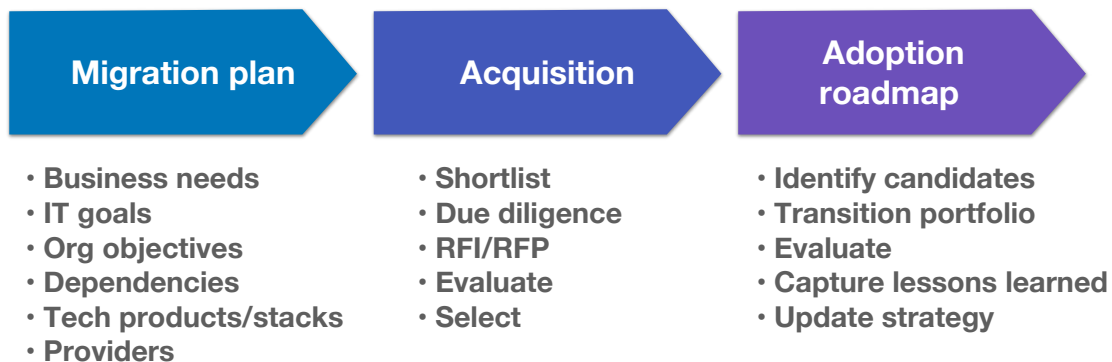 Migration plan
• Business needs
• IT goals
• Org objectives
• Dependencies
• Tech products/stacks
• Providers
Acquisition
• Shortlist
• Due diligence
• RFI/RFP
• Evaluate
• Select
Adoption
roadmap
• Identify candidates
• Transition portfolio
• Evaluate
• Capture lessons learned
• Update strategy